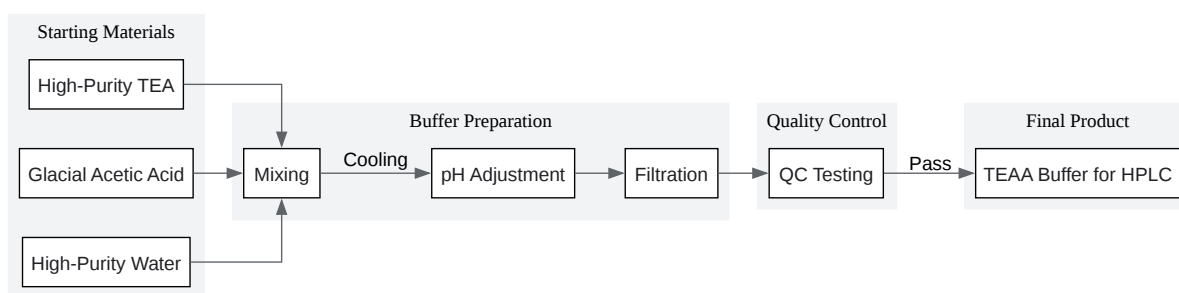 Starting Materials
High-Purity TEA
Glacial Acetic Acid
High-Purity Water
Buffer Preparation
Mixing
Cooling
pH Adjustment
Filtration
Quality Control
QC Testing
Pass
Final Product
TEAA Buffer for HPLC